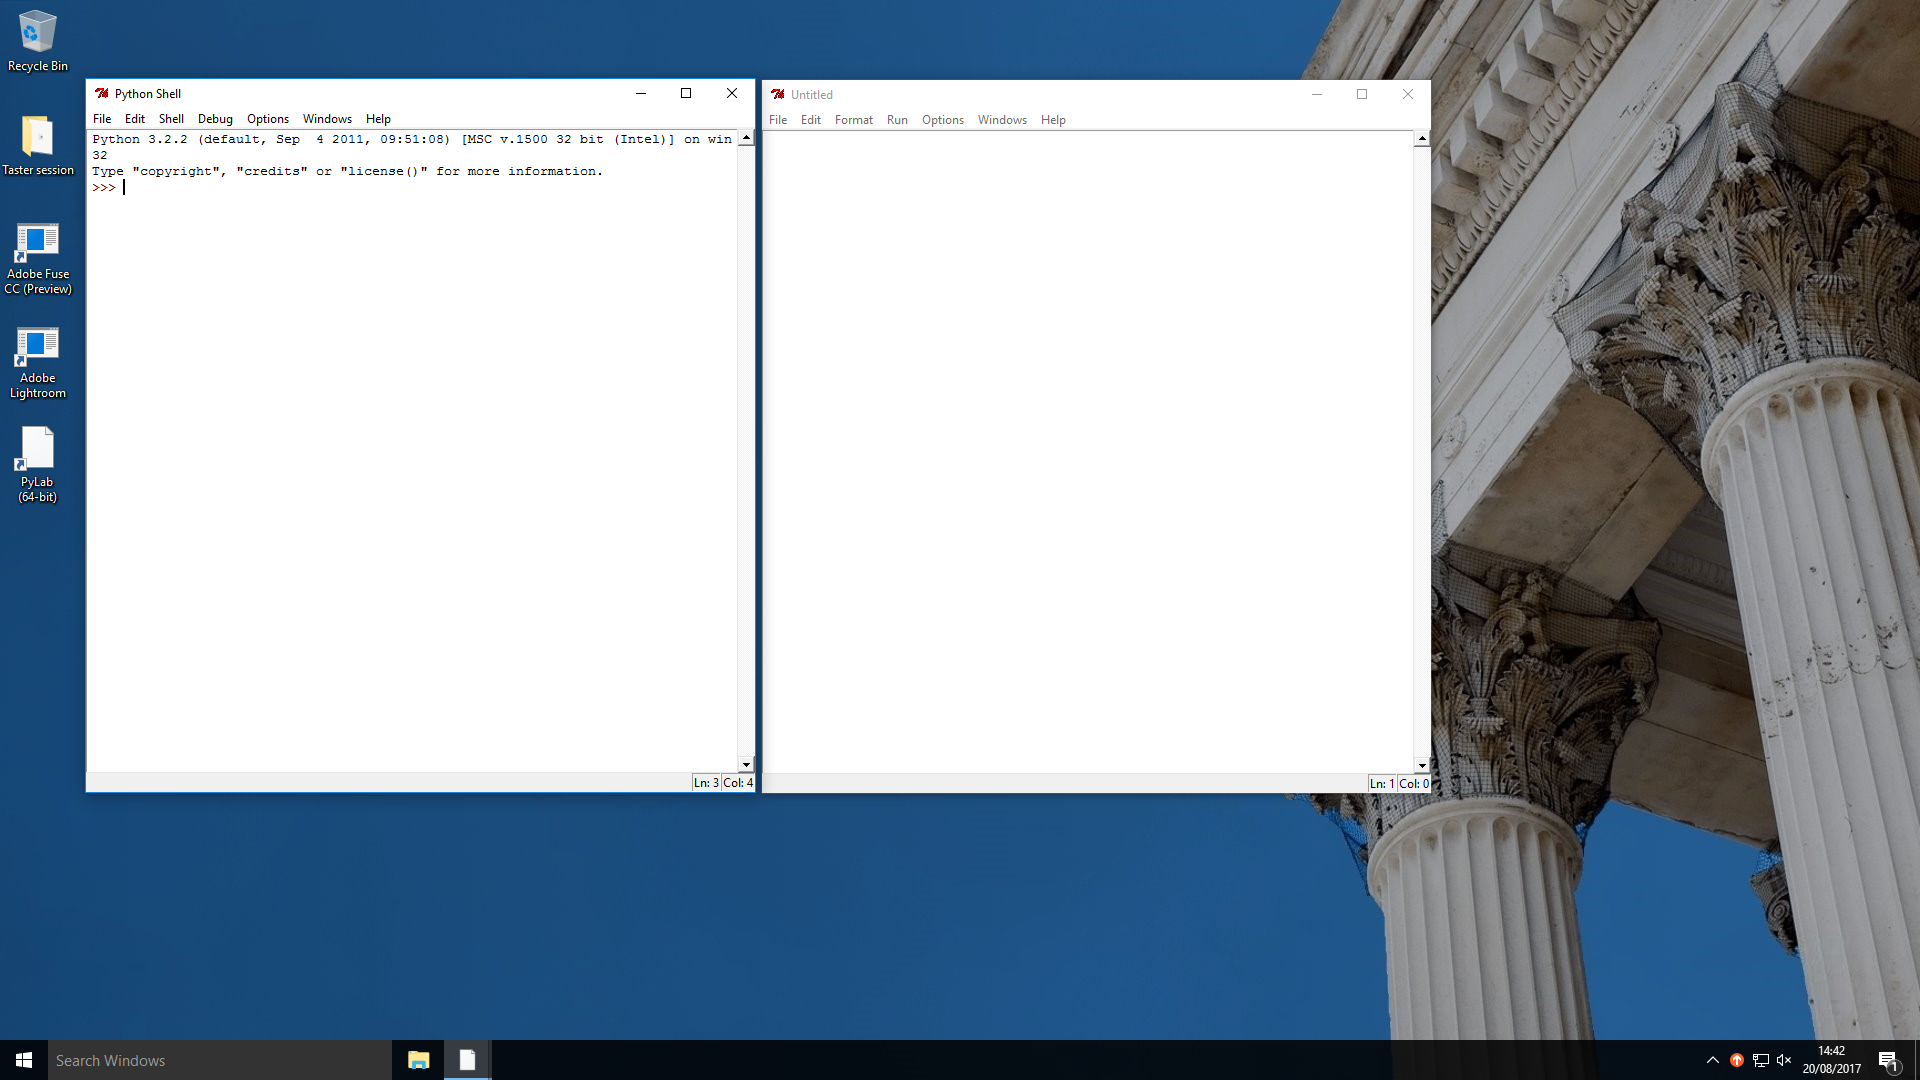 Recycle Bin
Taster session
Adobe Fuse
CC (Preview)
Adobe
Lightroom
PyLab
(64-bit)
Python Shell
File Edit Shell Debug Options Windows Help
Python 3.2.2 (default, Sep  4 2011, 09:51:08) [MSC v.1500 32 bit (Intel)] on win
32
Type "copyright", "credits" or "license()" for more information.
>>>
Ln: 3 Col: 4
Untitled
File Edit Format Run Options Windows Help
Ln: 1 Col: 0
Search Windows
14:42
20/08/2017
1